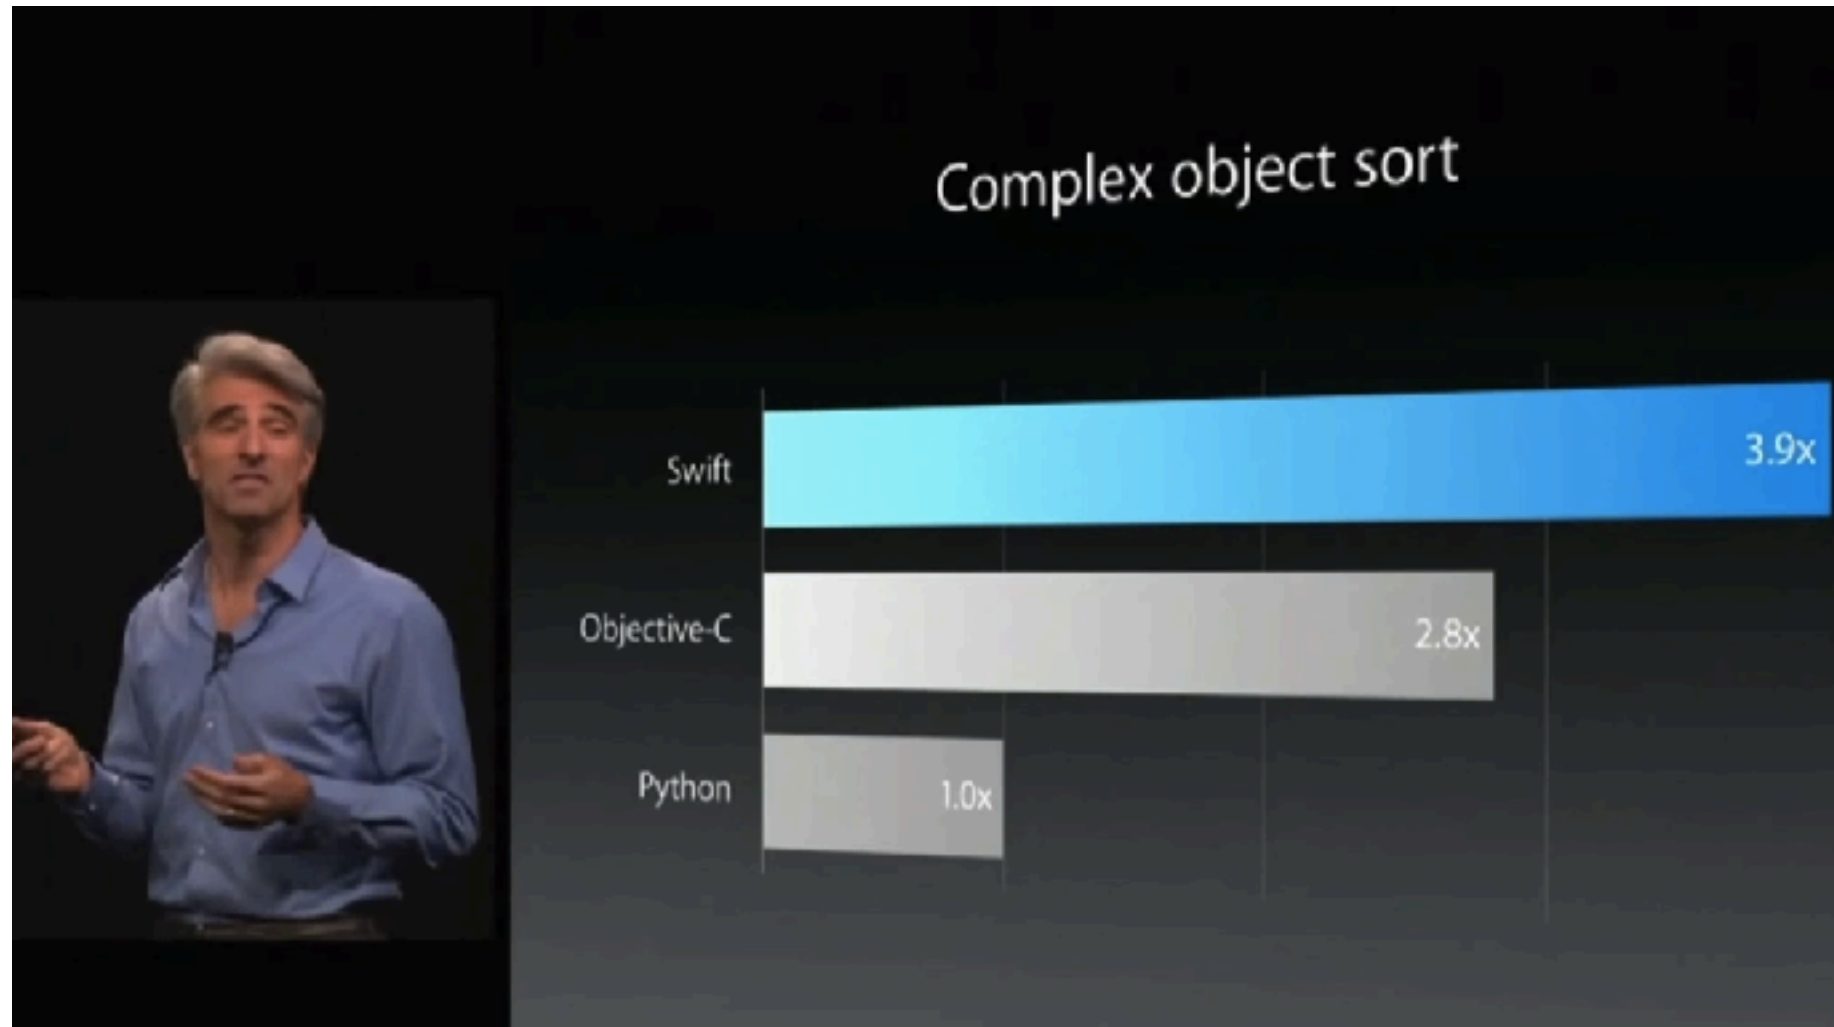 Complex object sort
Swift
3.9x
Objective-C
2.8x
Python
1.0x